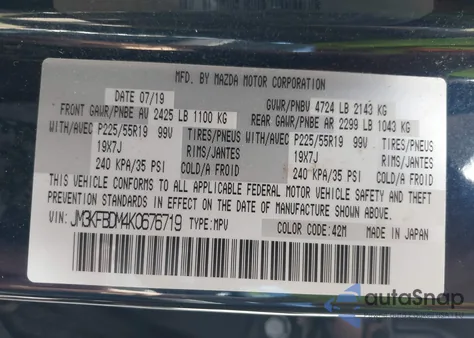 MFD. BY MAZDA MOTOR CORPORATION
DATE 07/19 GVWR/PNBV 4724 LB 2143 KG
FRONT GAWR/PNBE AV 2425 LB 1100 KG REAR GAWR/PNBE AR 2299 LB 1043 KG
WITH/AVEC P225/55R19 99V TIRES/PNEUS WITH/AVEC P225/55R19 99V TIRES/PNEUS
19X7J RIMS/JANTES 19X7J RIMS/JANTES
240 KPA/35 PSI COLD/A FROID 240 KPA/35 PSI COLD/A FROID
THIS VEHICLE CONFORMS TO ALL APPLICABLE FEDERAL MOTOR VEHICLE SAFETY AND THEFT
PREVENTION STANDARDS IN EFFECT ON THE DATE OF MANUFACTURE SHOWN ABOVE.
VIN: JM3KFBDM4K0676719 TYPE:MPV
COLOR:42M MADE IN JAPAN
autoSnap